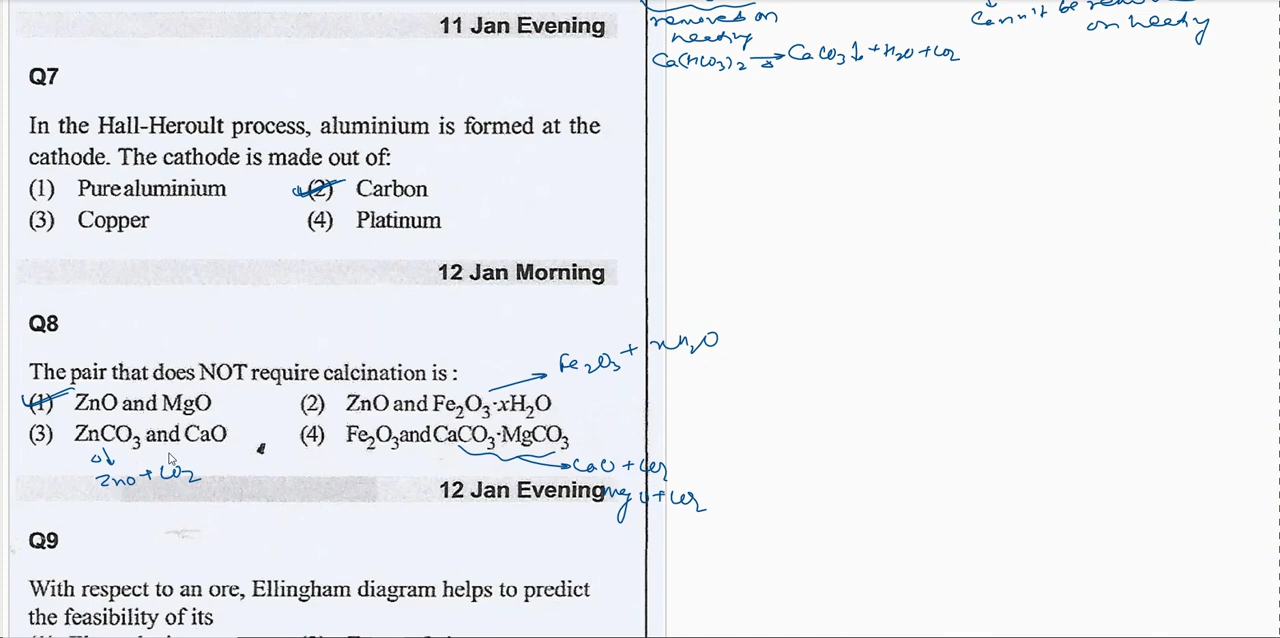 11 Jan Evening
removed on
heating
Ca(HCO3)2 →Δ CaCO3↓ + H2O + CO2
on heating
Q7
In the Hall-Heroult process, aluminium is formed at the
cathode. The cathode is made out of:
(1) Pure aluminium (2) Carbon
(3) Copper (4) Platinum
12 Jan Morning
Q8
Fe2O3 + xH2O
The pair that does NOT require calcination is :
(1) ZnO and MgO (2) ZnO and Fe₂O₃·xH₂O
(3) ZnCO₃ and CaO (4) Fe₂O₃and CaCO₃·MgCO₃
ZnO + CO2
CaO + CO2
MgO + CO2
12 Jan Evening
Q9
With respect to an ore, Ellingham diagram helps to predict
the feasibility of its